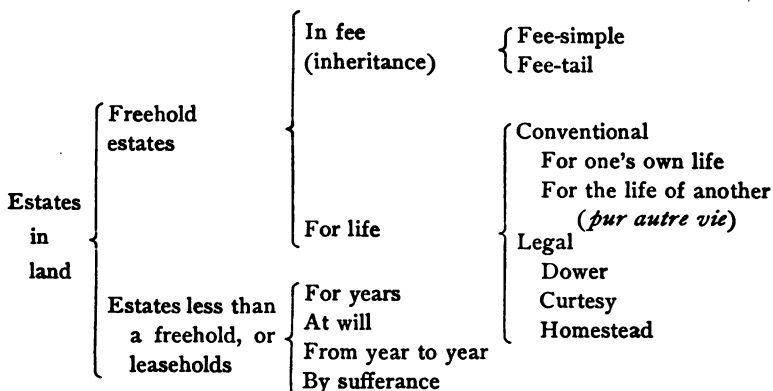 Estates
in
land
Freehold
estates
In fee
(inheritance)
Fee-simple
Fee-tail
For life
Conventional
For one's own life
For the life of another
(pur autre vie)
Legal
Dower
Curtesy
Homestead
Estates less than
a freehold, or
leaseholds
For years
At will
From year to year
By sufferance